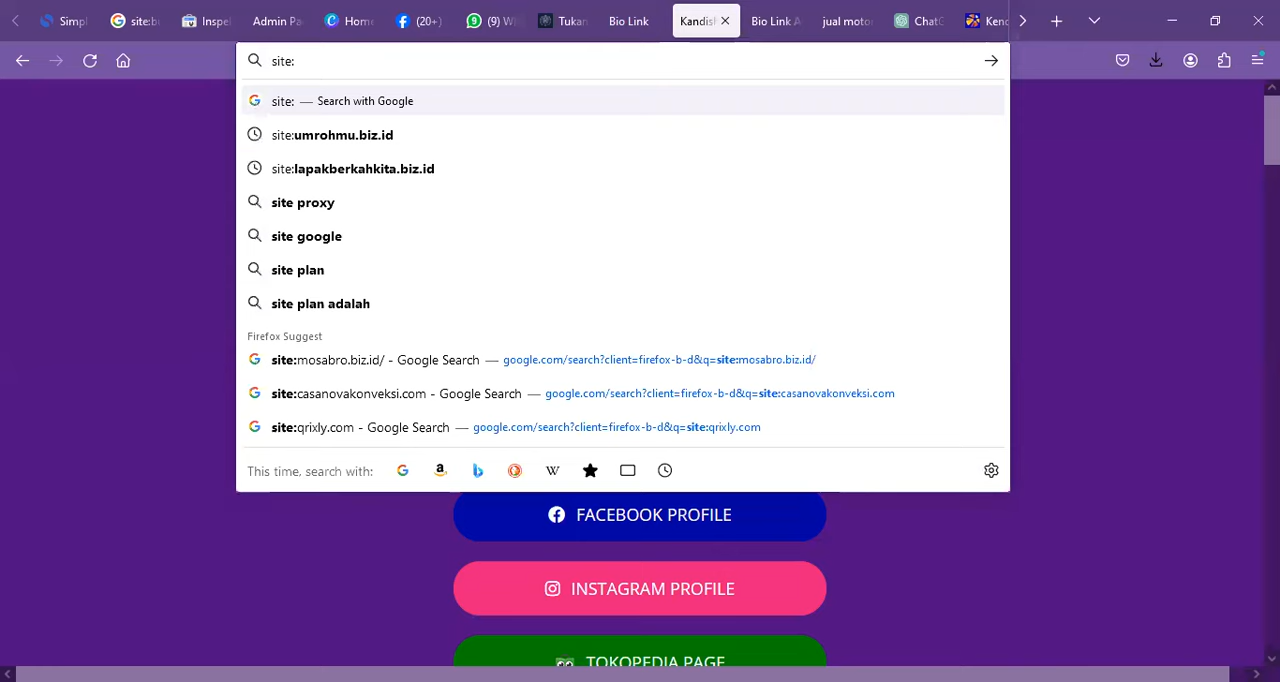 Simpl
site:bu
Inspe
Admin Pa
Home
(20+)
(9) W
Tukan
Bio Link
Kandish
Bio Link A
jual moto
ChatG
Keno
site:
site: — Search with Google
site:umrohmu.biz.id
site:lapakberkahkita.biz.id
site proxy
site google
site plan
site plan adalah
Firefox Suggest
site:mosabro.biz.id/ - Google Search — google.com/search?client=firefox-b-d&q=site:mosabro.biz.id/
site:casanovakonveksi.com - Google Search — google.com/search?client=firefox-b-d&q=site:casanovakonveksi.com
site:qrixly.com - Google Search — google.com/search?client=firefox-b-d&q=site:qrixly.com
This time, search with:
FACEBOOK PROFILE
INSTAGRAM PROFILE
TOKOPEDIA PAGE